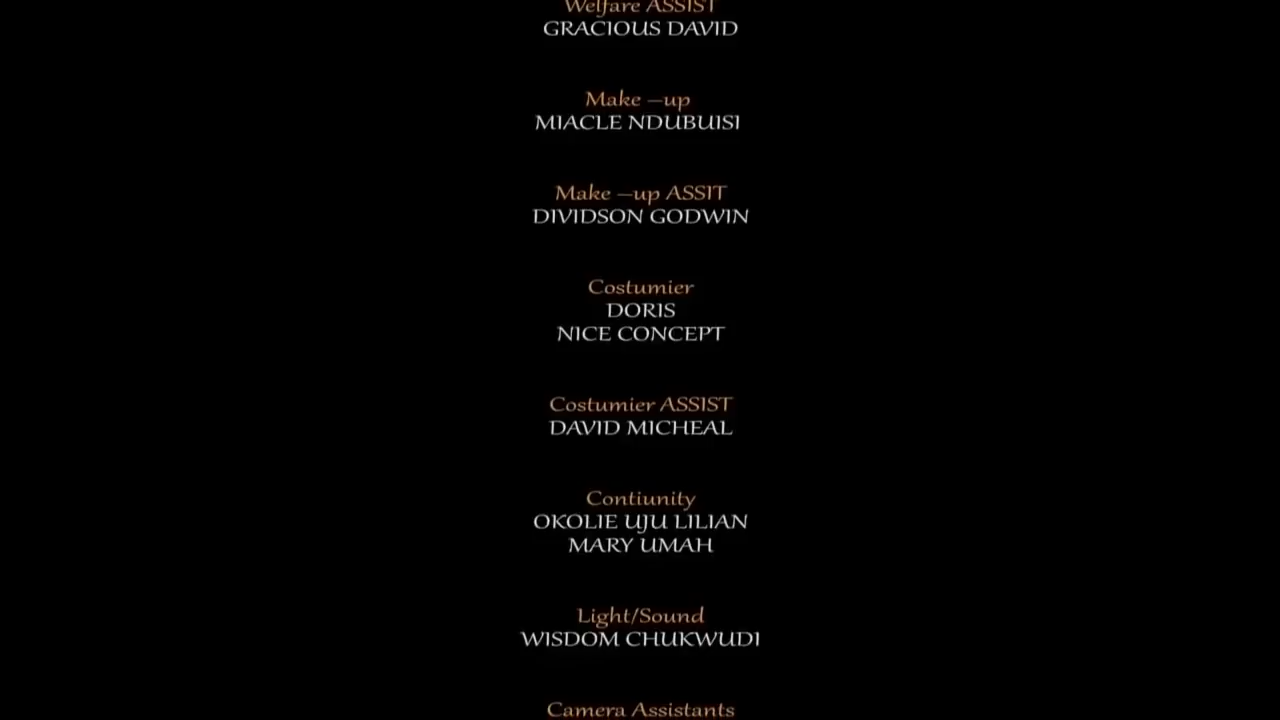 Welfare ASSIST
GRACIOUS DAVID
Make –up
MIACLE NDUBUISI
Make –up ASSIT
DIVIDSON GODWIN
Costumier
DORIS
NICE CONCEPT
Costumier ASSIST
DAVID MICHEAL
Contiunity
OKOLIE UJU LILIAN
MARY UMAH
Light/Sound
WISDOM CHUKWUDI
Camera Assistants